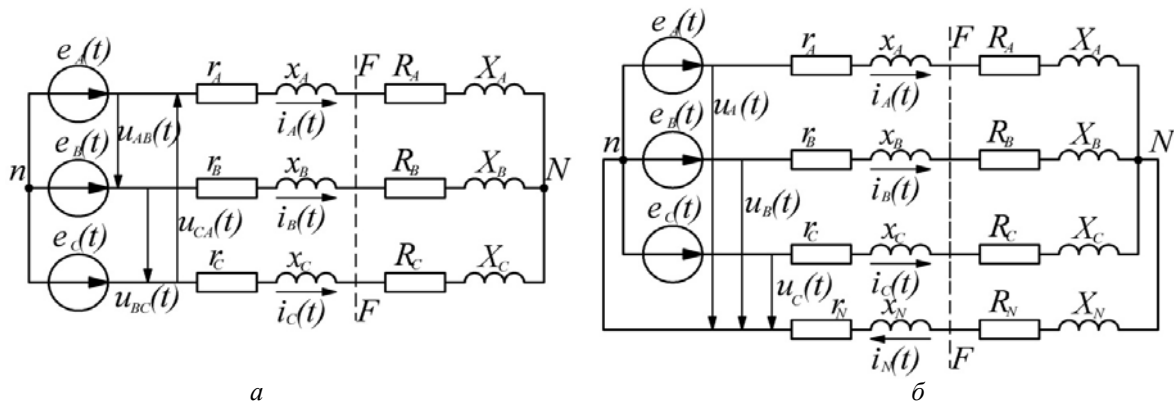 e_A(t)
r_A x_A F R_A X_A
i_A(t)
u_AB(t)
e_B(t)
n r_B x_B R_B X_B N
i_B(t)
u_CA(t)
e_C(t)
r_C x_C R_C X_C
u_BC(t) i_C(t) F
а
e_A(t)
r_A x_A F R_A X_A
u_A(t) i_A(t)
e_B(t)
n r_B x_B R_B X_B N
u_B(t) i_B(t)
e_C(t)
r_C x_C R_C X_C
u_C(t) i_C(t)
r_N x_N R_N X_N
i_N(t) F
б